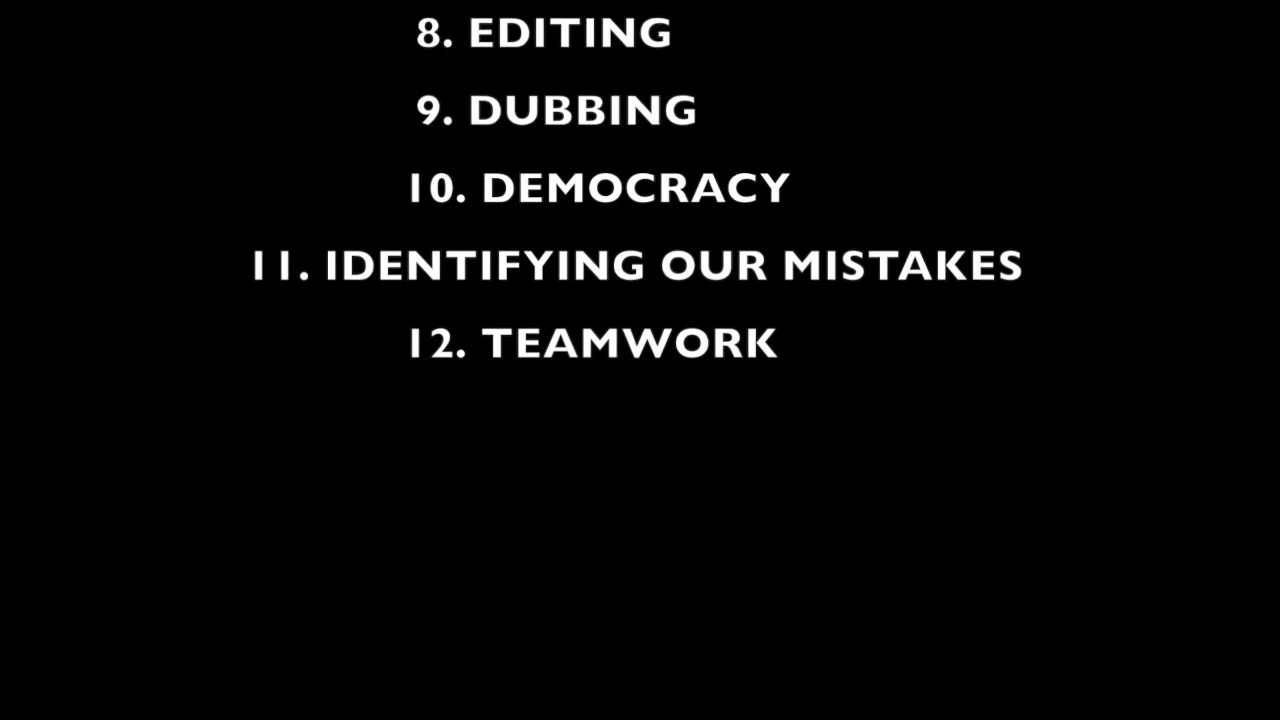 8. EDITING
9. DUBBING
10. DEMOCRACY
11. IDENTIFYING OUR MISTAKES
12. TEAMWORK